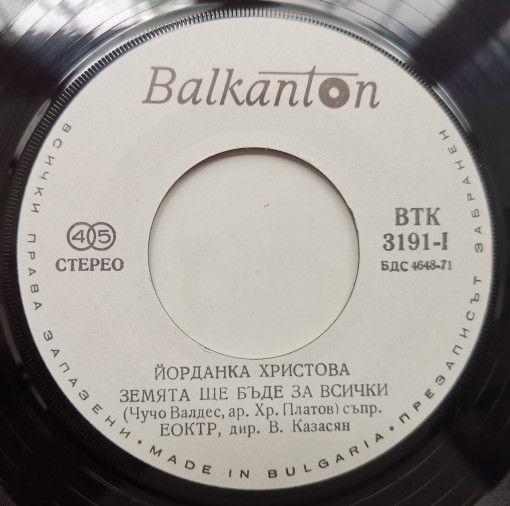 Balkanton
45
СТЕРЕО
ВТК
3191-I
БДС 4648-71
ЙОРДАНКА ХРИСТОВА
ЗЕМЯТА ЩЕ БЪДЕ ЗА ВСИЧКИ
(Чучо Валдес, ар. Хр. Платов) съпр.
ЕОКТР, дир. В. Казасян
ВСИЧКИ ПРАВА ЗАПАЗЕНИ • MADE IN BULGARIA • ПРЕЗАПИСЪТ ЗАБРАНЕН